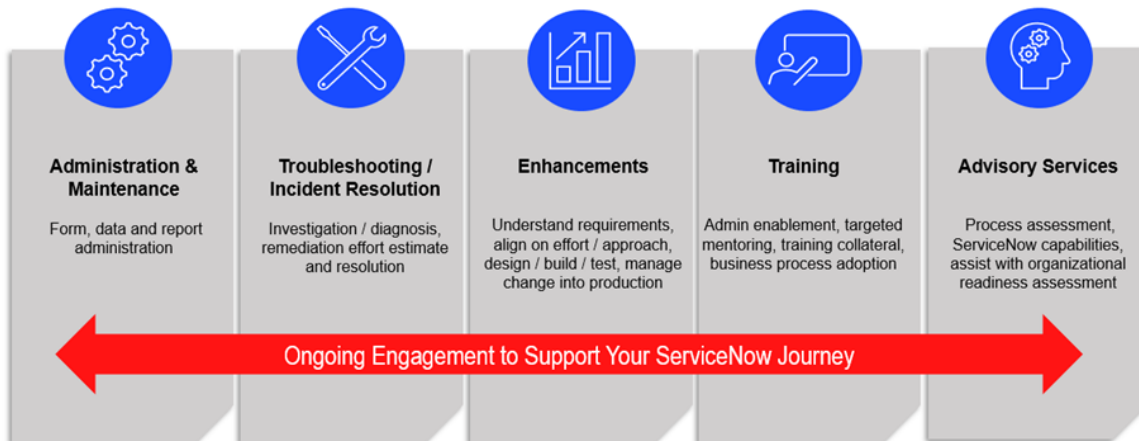 Administration &
Maintenance
Form, data and report
administration
Troubleshooting /
Incident Resolution
Investigation / diagnosis,
remediation effort estimate
and resolution
Enhancements
Understand requirements,
align on effort / approach,
design / build / test, manage
change into production
Training
Admin enablement, targeted
mentoring, training collateral,
business process adoption
Advisory Services
Process assessment,
ServiceNow capabilities,
assist with organizational
readiness assessment
Ongoing Engagement to Support Your ServiceNow Journey